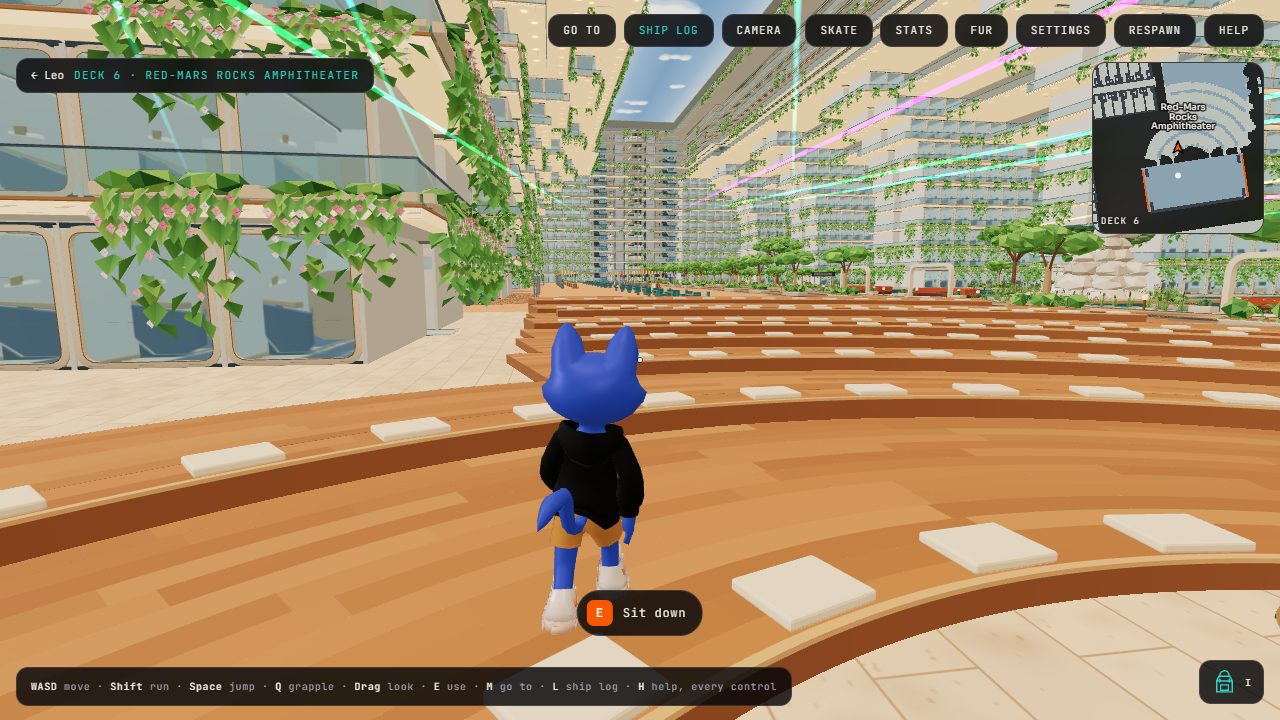 GO TO
SHIP LOG
CAMERA
SKATE
STATS
FUR
SETTINGS
RESPAWN
HELP
← Leo DECK 6 · RED-MARS ROCKS AMPHITHEATER
Red-Mars
Rocks
Amphitheater
DECK 6
E Sit down
WASD move · Shift run · Space jump · Q grapple · Drag look · E use · M go to · L ship log · H help, every control
I